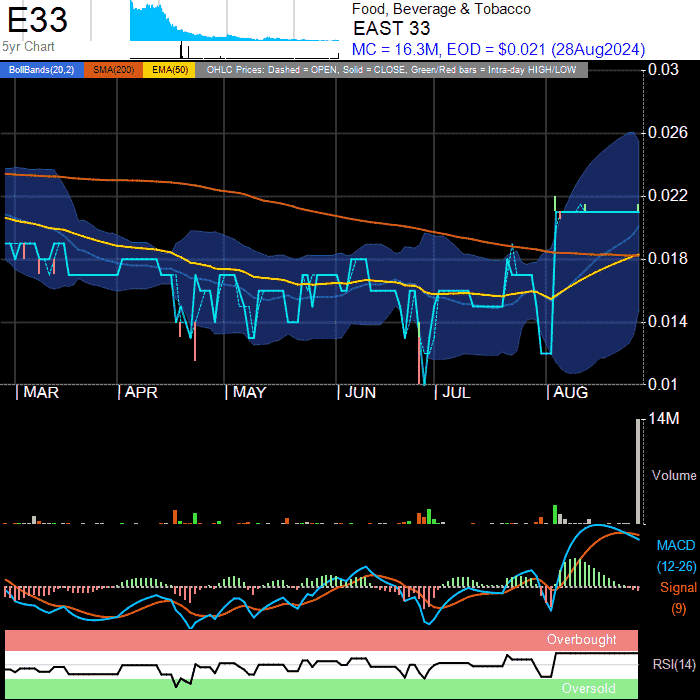 E33
5yr Chart
Food, Beverage & Tobacco
EAST 33
MC = 16.3M, EOD = $0.021 (28Aug2024)
BollBands(20,2) SMA(200) EMA(50) OHLC Prices: Dashed = OPEN, Solid = CLOSE, Green/Red bars = Intra-day HIGH/LOW
0.03
0.026
0.022
0.018
0.014
0.01
MAR APR MAY JUN JUL AUG
14M
Volume
MACD
(12-26)
Signal
(9)
Overbought
RSI(14)
Oversold